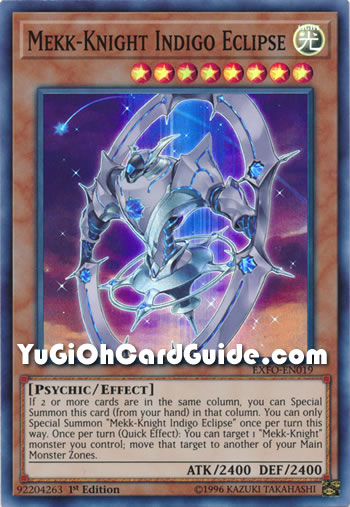 MEKK-KNIGHT INDIGO ECLIPSE
LIGHT
光
YuGiOhCardGuide.com
EXFO-EN019
[PSYCHIC/EFFECT]
If 2 or more cards are in the same column, you can Special
Summon this card (from your hand) in that column. You can only
Special Summon "Mekk-Knight Indigo Eclipse" once per turn this
way. Once per turn (Quick Effect): You can target 1 "Mekk-Knight"
monster you control; move that target to another of your Main
Monster Zones.
ATK/2400 DEF/2400
92204263 1st Edition ©1996 KAZUKI TAKAHASHI